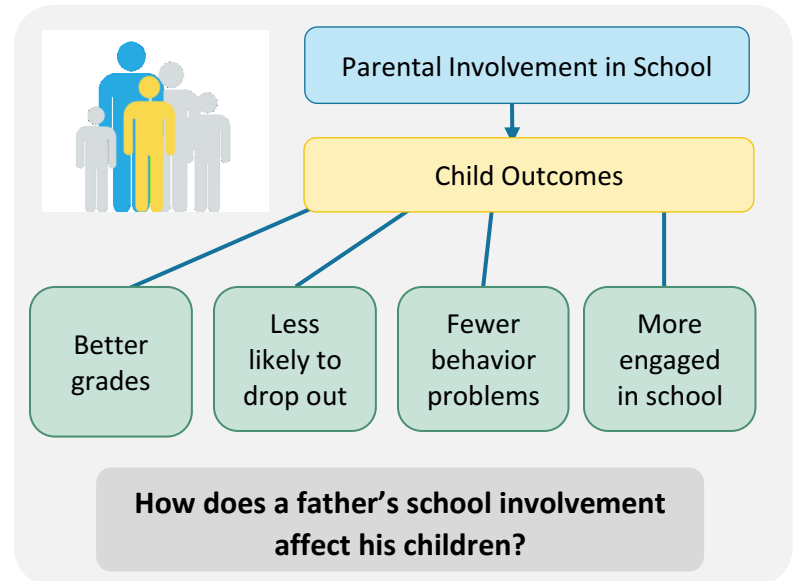 Parental Involvement in School
Child Outcomes
Better
grades
Less
likely to
drop out
Fewer
behavior
problems
More
engaged
in school
How does a father’s school involvement
affect his children?